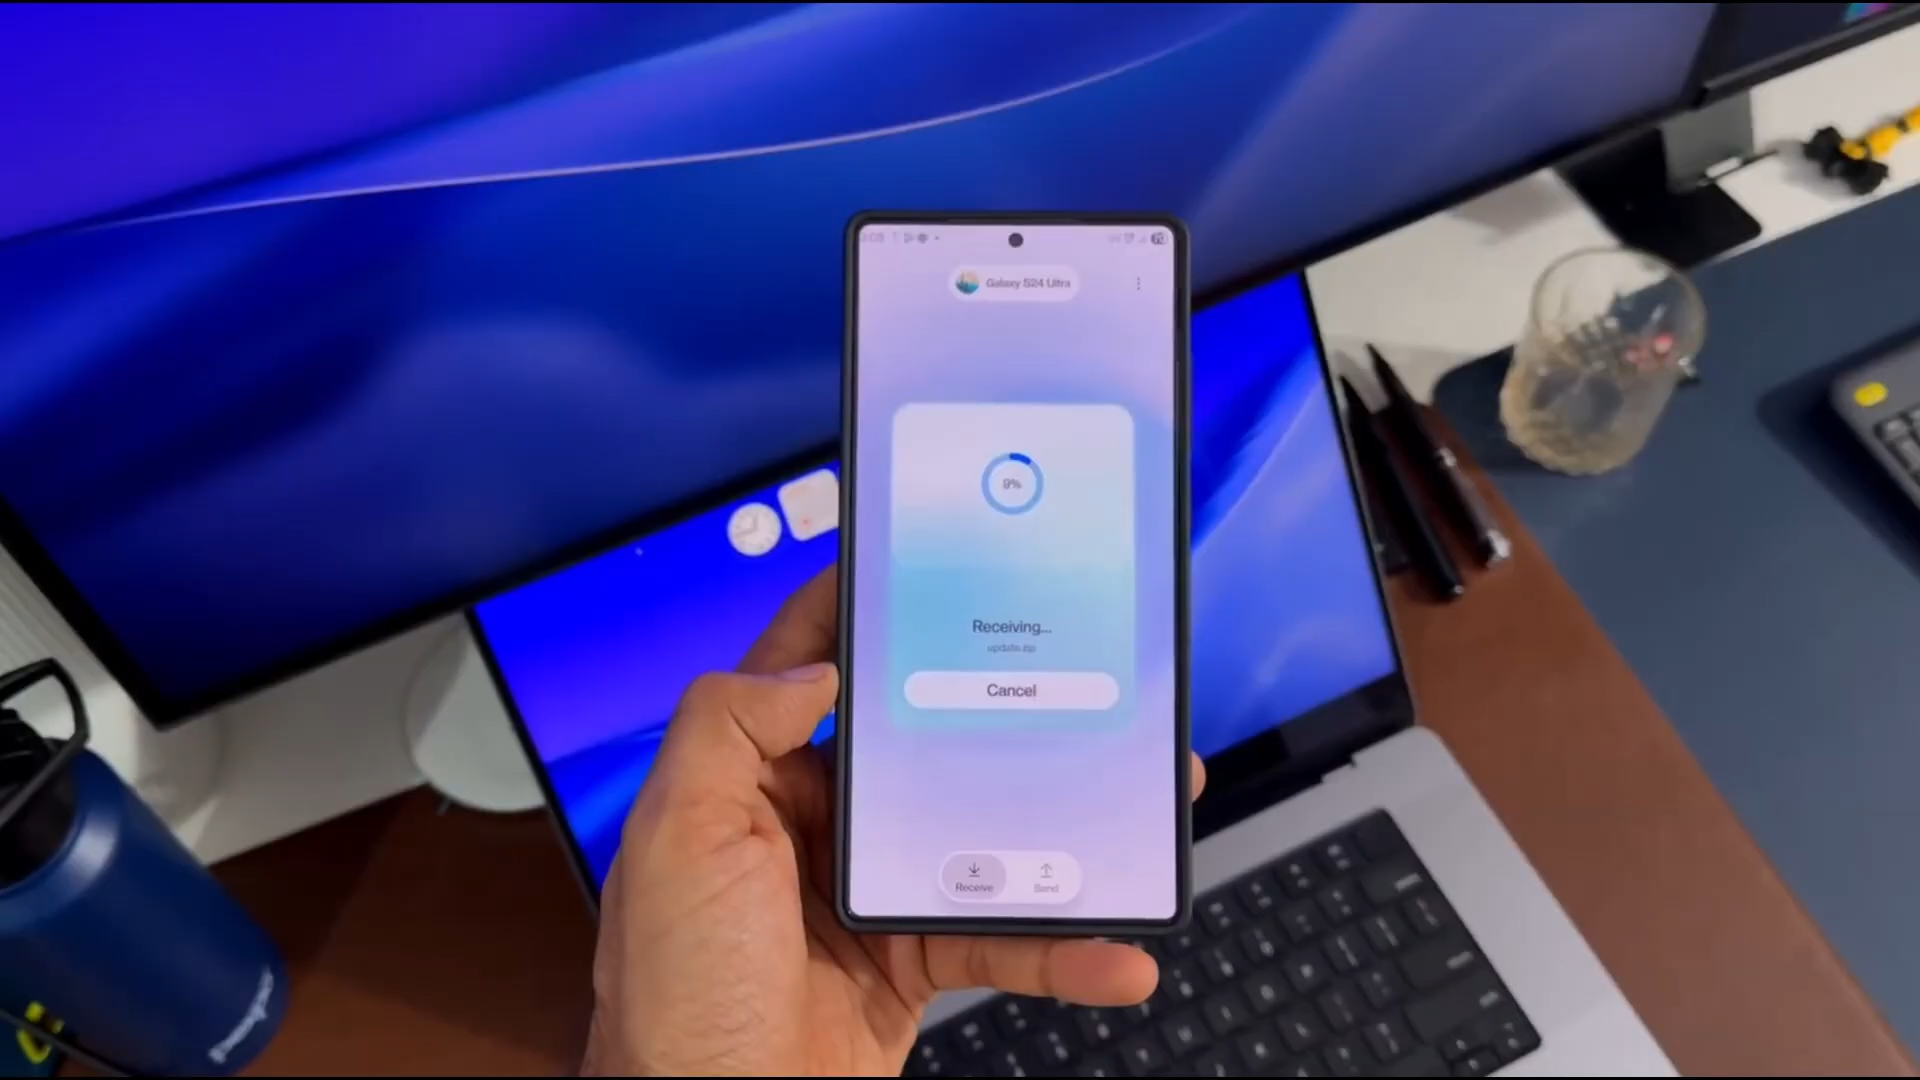 Galaxy S24 Ultra
9%
Receiving...
update.zip
Cancel
Receive
Send